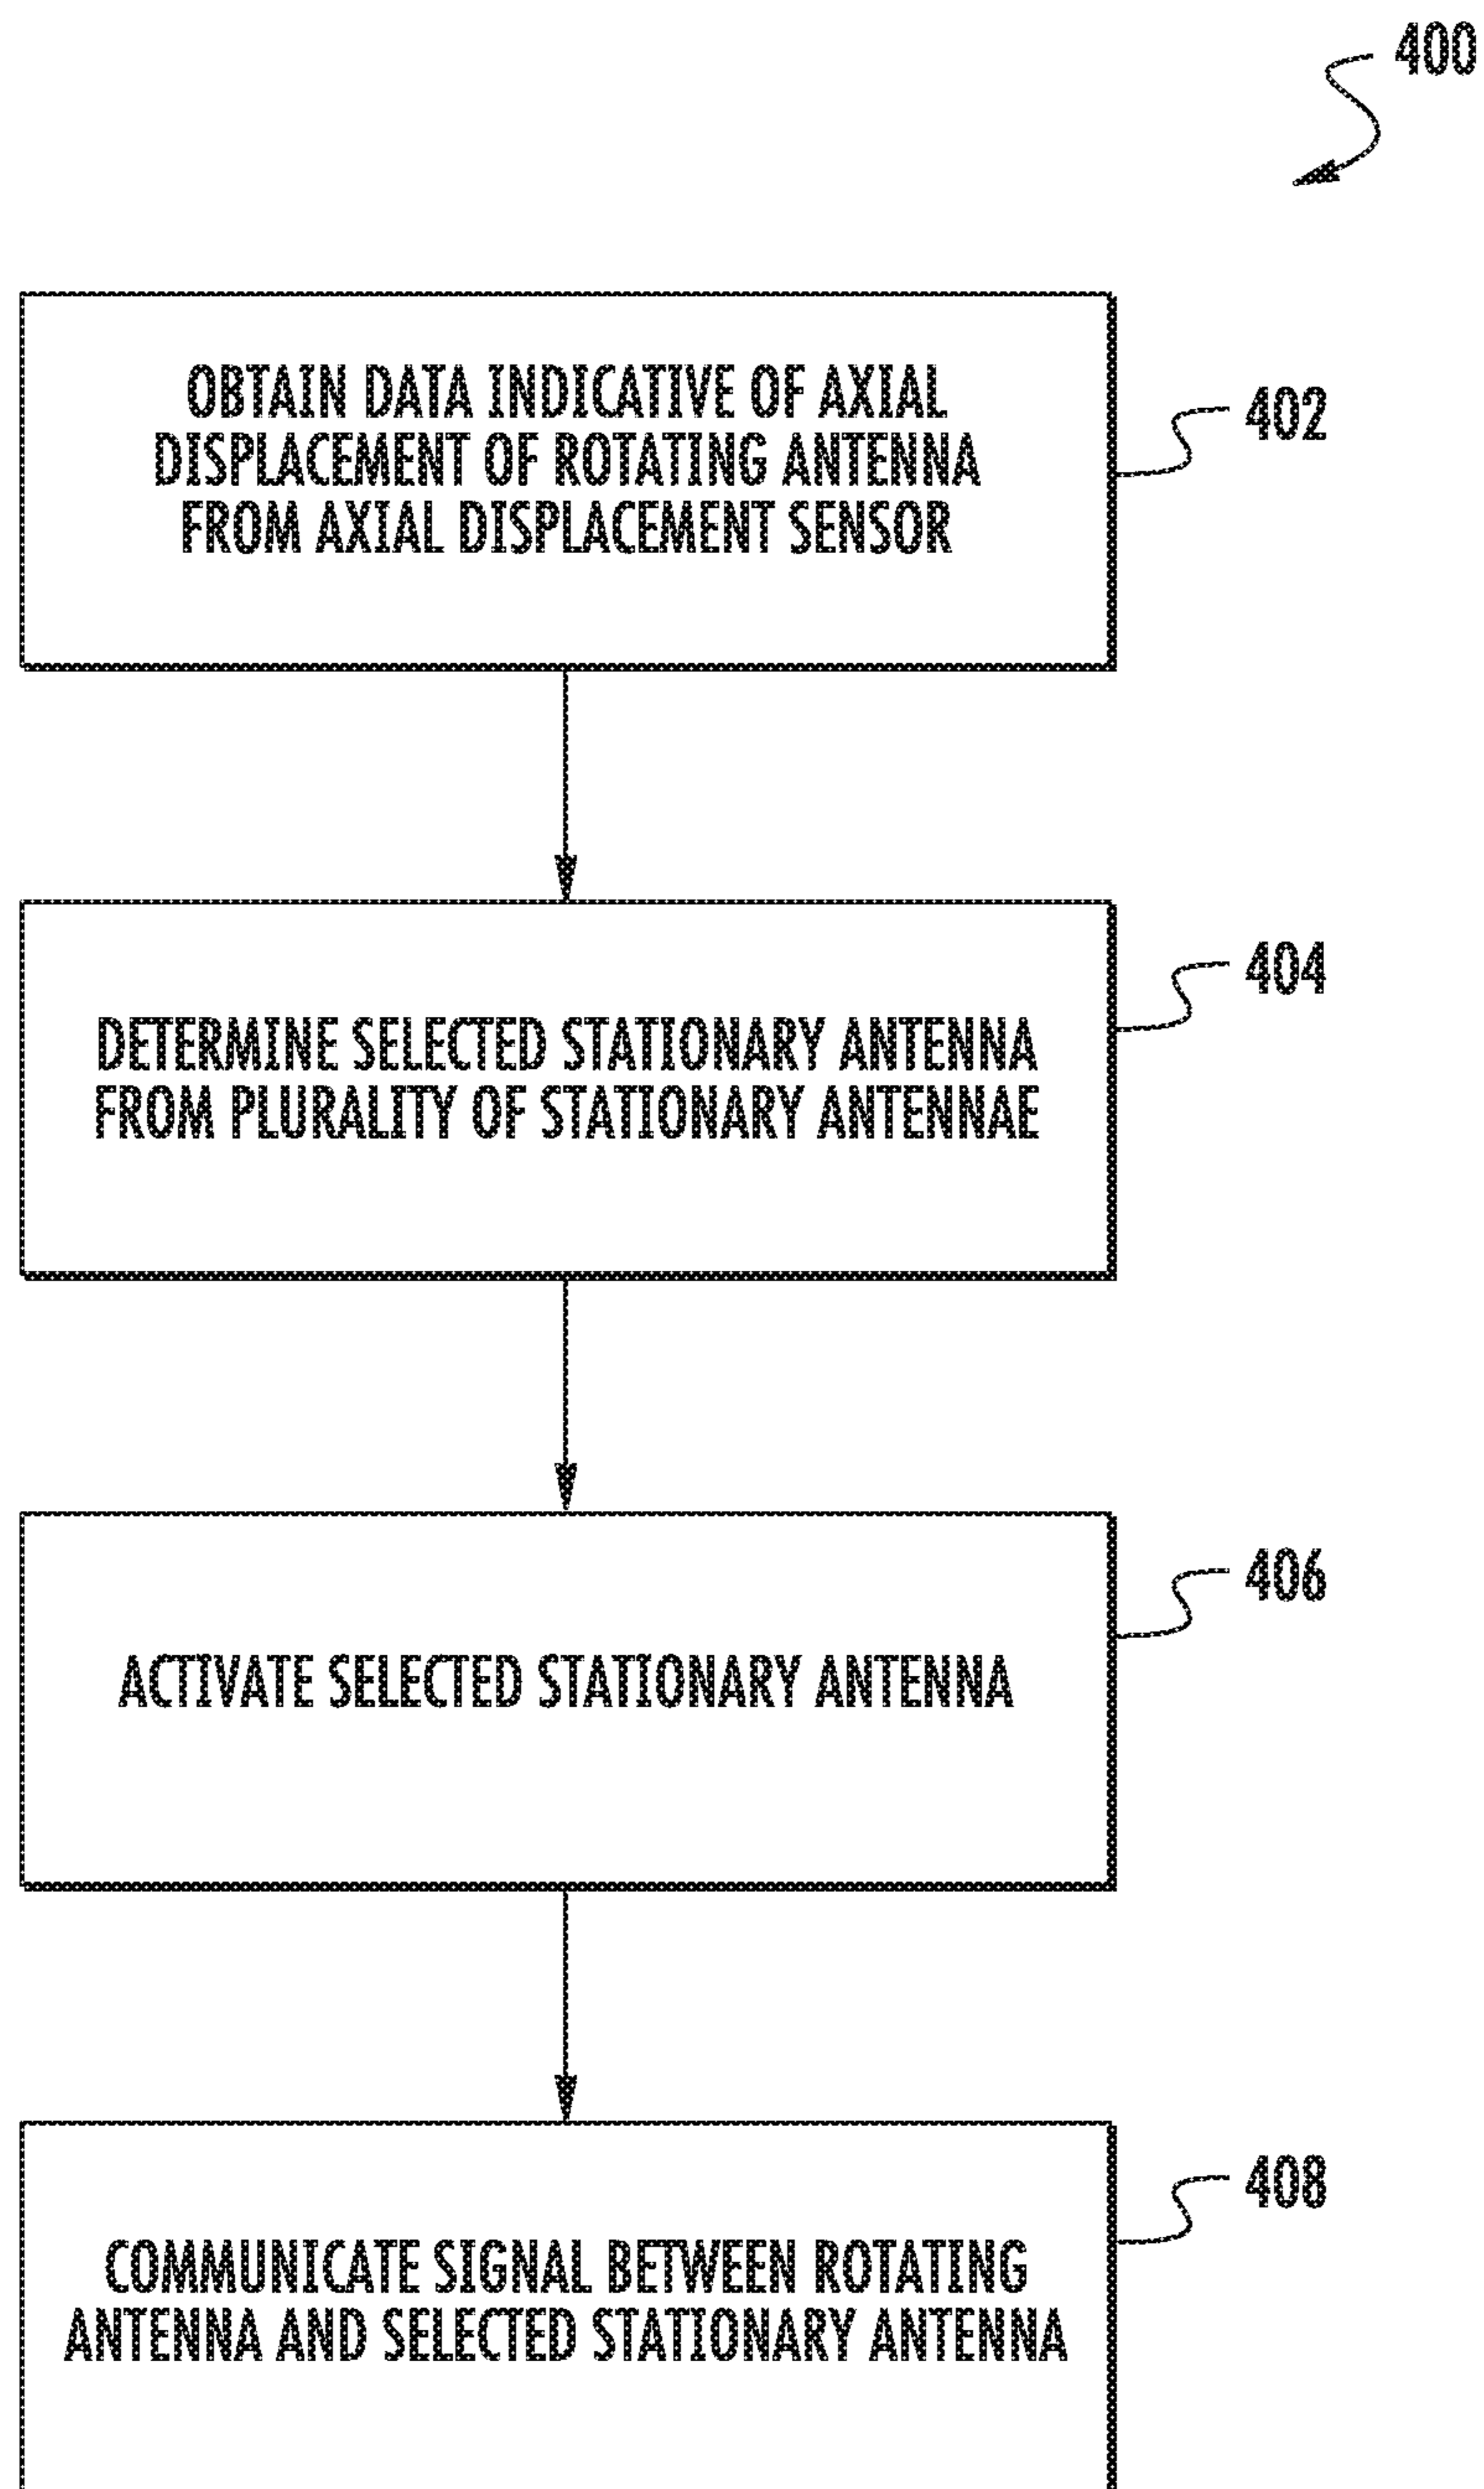 400
OBTAIN DATA INDICATIVE OF AXIAL
DISPLACEMENT OF ROTATING ANTENNA
FROM AXIAL DISPLACEMENT SENSOR
402
DETERMINE SELECTED STATIONARY ANTENNA
FROM PLURALITY OF STATIONARY ANTENNAE
404
ACTIVATE SELECTED STATIONARY ANTENNA
406
COMMUNICATE SIGNAL BETWEEN ROTATING
ANTENNA AND SELECTED STATIONARY ANTENNA
408